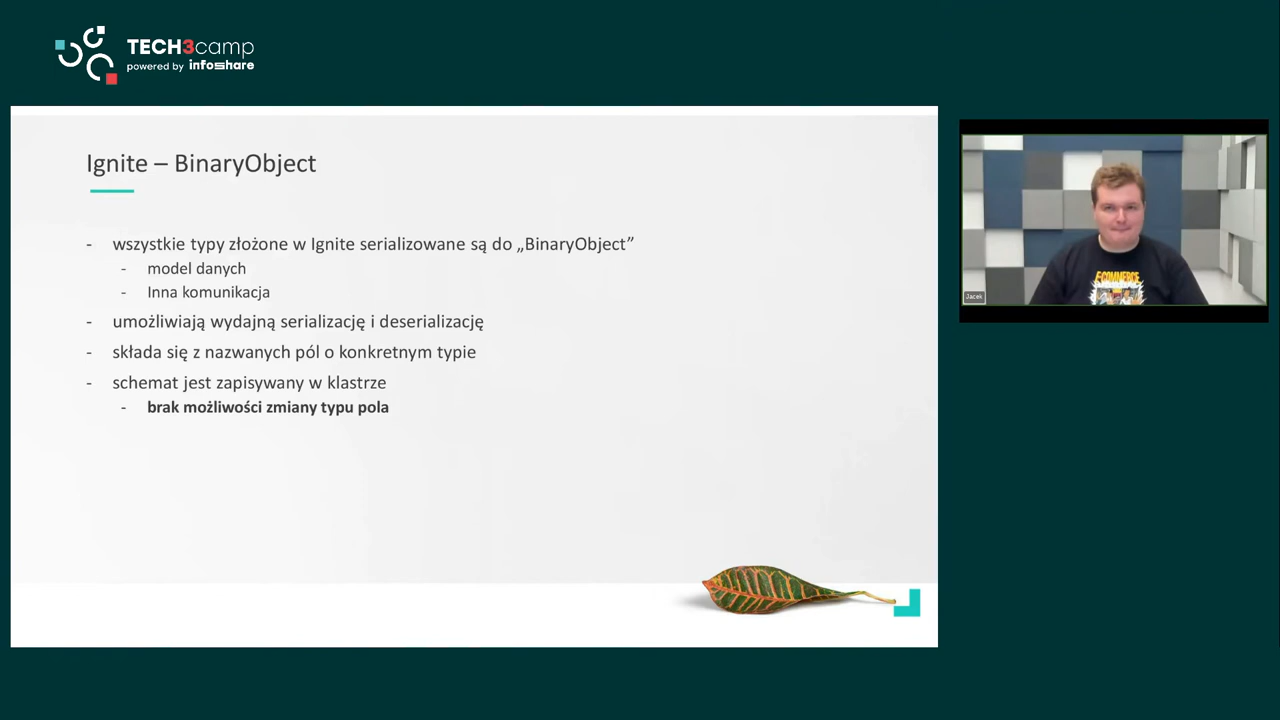 TECH3camp
powered by infoshare
Ignite – BinaryObject
- wszystkie typy złożone w Ignite serializowane są do „BinaryObject”
- model danych
- Inna komunikacja
- umożliwiają wydajną serializację i deserializację
- składa się z nazwanych pól o konkretnym typie
- schemat jest zapisywany w klastrze
- brak możliwości zmiany typu pola
E-COMMERCE
Jacek